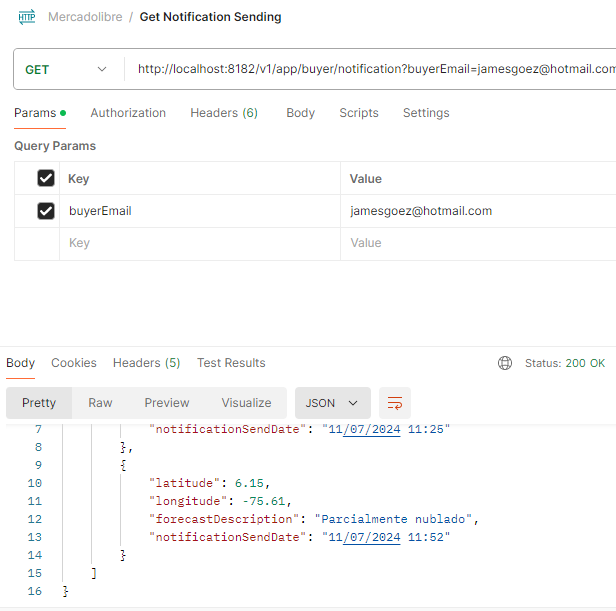 HTTP Mercadolibre / Get Notification Sending
GET http://localhost:8182/v1/app/buyer/notification?buyerEmail=jamesgoez@hotmail.com
Params Authorization Headers (6) Body Scripts Settings
Query Params
Key Value
buyerEmail jamesgoez@hotmail.com
Key Value
Body Cookies Headers (5) Test Results Status: 200 OK
Pretty Raw Preview Visualize JSON
7 "notificationSendDate": "11/07/2024 11:25"
8 },
9 {
10 "latitude": 6.15,
11 "longitude": -75.61,
12 "forecastDescription": "Parcialmente nublado",
13 "notificationSendDate": "11/07/2024 11:52"
14 }
15 ]
16 }